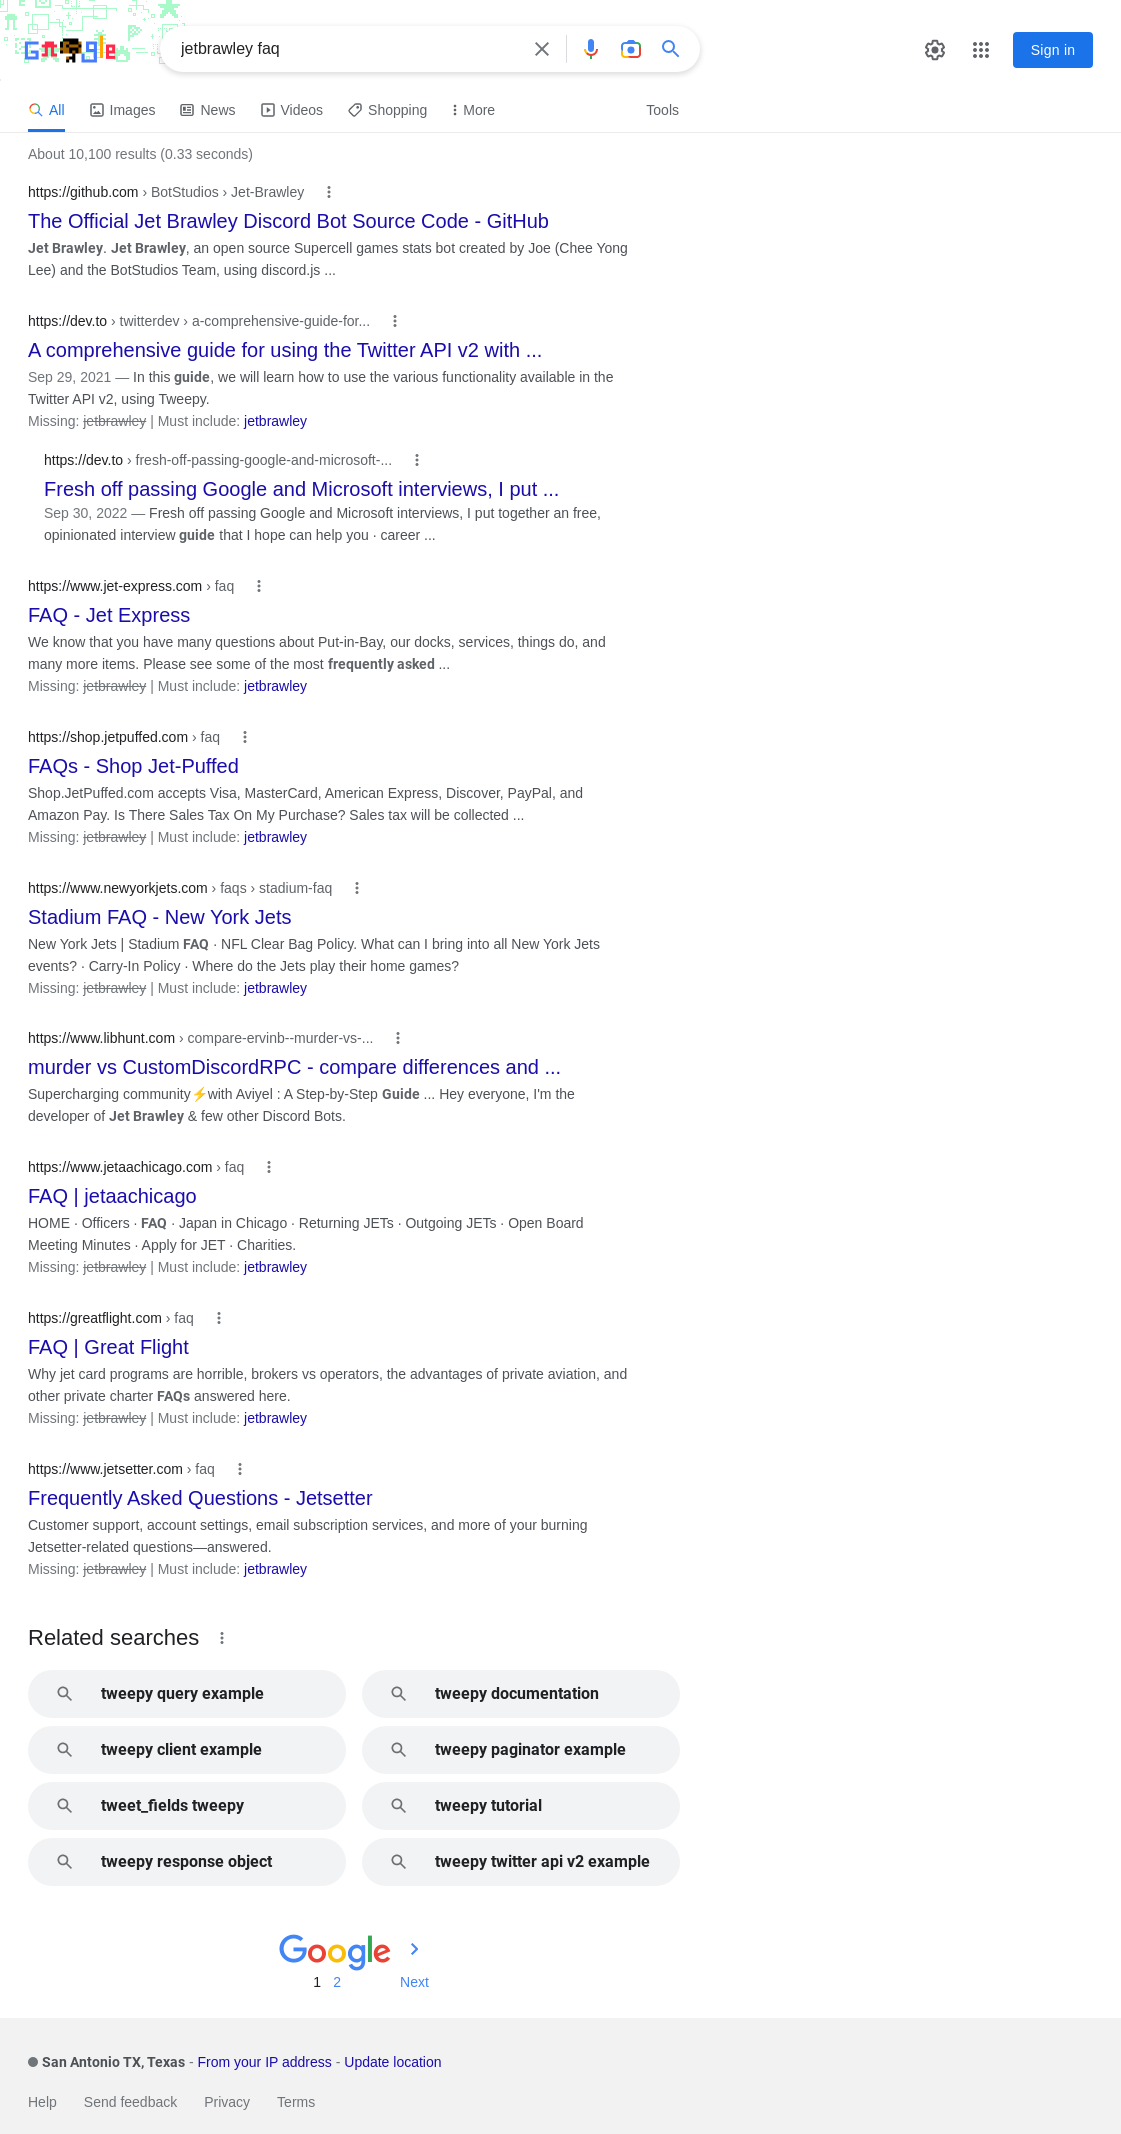 jetbrawley faq
Sign in
All Images News Videos Shopping More Tools
About 10,100 results (0.33 seconds)
https://github.com › BotStudios › Jet-Brawley
The Official Jet Brawley Discord Bot Source Code - GitHub
Jet Brawley. Jet Brawley, an open source Supercell games stats bot created by Joe (Chee Yong
Lee) and the BotStudios Team, using discord.js ...
https://dev.to › twitterdev › a-comprehensive-guide-for...
A comprehensive guide for using the Twitter API v2 with ...
Sep 29, 2021 — In this guide, we will learn how to use the various functionality available in the
Twitter API v2, using Tweepy.
Missing: jetbrawley | Must include: jetbrawley
https://dev.to › fresh-off-passing-google-and-microsoft-...
Fresh off passing Google and Microsoft interviews, I put ...
Sep 30, 2022 — Fresh off passing Google and Microsoft interviews, I put together an free,
opinionated interview guide that I hope can help you · career ...
https://www.jet-express.com › faq
FAQ - Jet Express
We know that you have many questions about Put-in-Bay, our docks, services, things do, and
many more items. Please see some of the most frequently asked ...
Missing: jetbrawley | Must include: jetbrawley
https://shop.jetpuffed.com › faq
FAQs - Shop Jet-Puffed
Shop.JetPuffed.com accepts Visa, MasterCard, American Express, Discover, PayPal, and
Amazon Pay. Is There Sales Tax On My Purchase? Sales tax will be collected ...
Missing: jetbrawley | Must include: jetbrawley
https://www.newyorkjets.com › faqs › stadium-faq
Stadium FAQ - New York Jets
New York Jets | Stadium FAQ · NFL Clear Bag Policy. What can I bring into all New York Jets
events? · Carry-In Policy · Where do the Jets play their home games?
Missing: jetbrawley | Must include: jetbrawley
https://www.libhunt.com › compare-ervinb--murder-vs-...
murder vs CustomDiscordRPC - compare differences and ...
Supercharging community⚡with Aviyel : A Step-by-Step Guide ... Hey everyone, I'm the
developer of Jet Brawley & few other Discord Bots.
https://www.jetaachicago.com › faq
FAQ | jetaachicago
HOME · Officers · FAQ · Japan in Chicago · Returning JETs · Outgoing JETs · Open Board
Meeting Minutes · Apply for JET · Charities.
Missing: jetbrawley | Must include: jetbrawley
https://greatflight.com › faq
FAQ | Great Flight
Why jet card programs are horrible, brokers vs operators, the advantages of private aviation, and
other private charter FAQs answered here.
Missing: jetbrawley | Must include: jetbrawley
https://www.jetsetter.com › faq
Frequently Asked Questions - Jetsetter
Customer support, account settings, email subscription services, and more of your burning
Jetsetter-related questions—answered.
Missing: jetbrawley | Must include: jetbrawley
Related searches
tweepy query example
tweepy documentation
tweepy client example
tweepy paginator example
tweet_fields tweepy
tweepy tutorial
tweepy response object
tweepy twitter api v2 example
Google
1 2 Next
San Antonio TX, Texas - From your IP address - Update location
Help Send feedback Privacy Terms